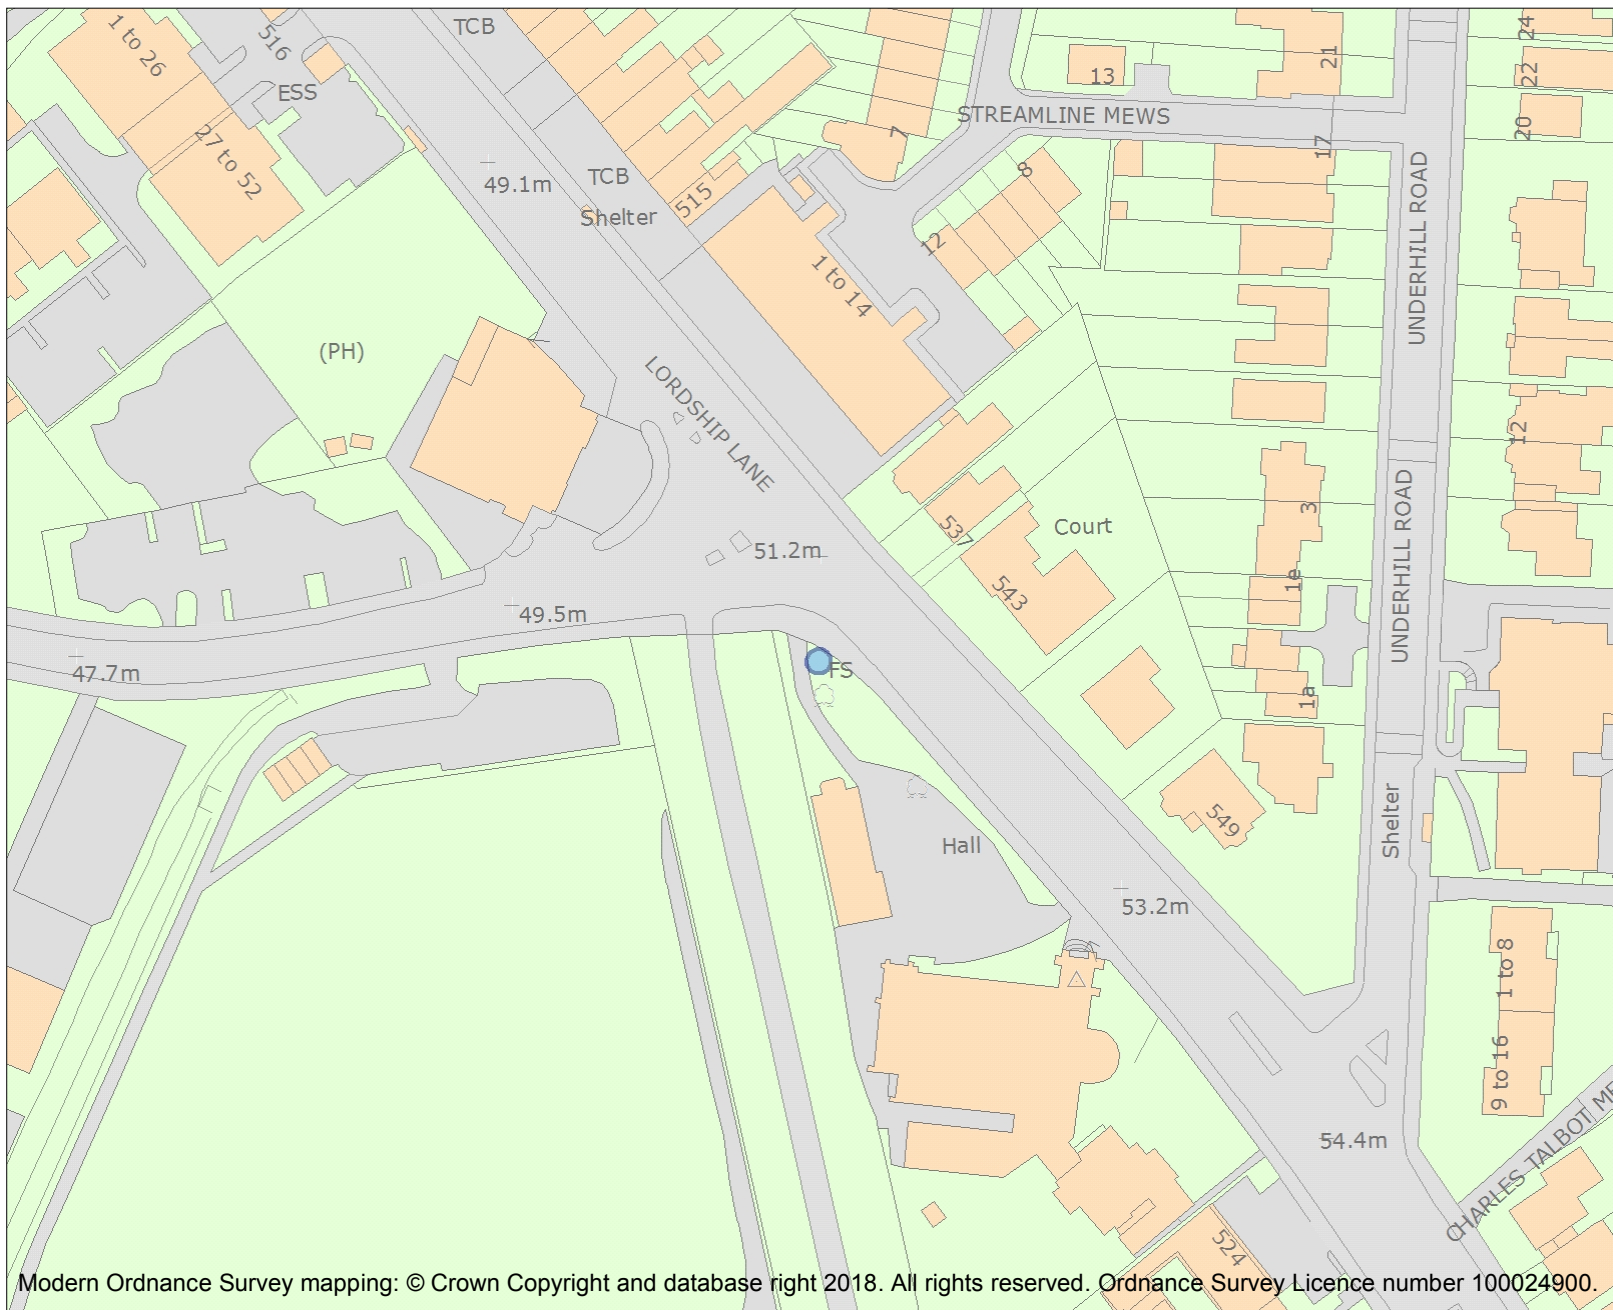 TCB
1 to 26
516
ESS
27 to 52
49.1m
TCB
Shelter
515
7
13
21
24
22
20
STREAMLINE MEWS
17
8
12
1 to 14
UNDERHILL ROAD
(PH)
LORDSHIP LANE
12
537
Court
3
UNDERHILL ROAD
51.2m
543
1e
49.5m
47.7m
FS
1a
549
Shelter
Hall
53.2m
1 to 8
9 to 16
54.4m
CHARLES TALBOT ME
524
Modern Ordnance Survey mapping: © Crown Copyright and database right 2018. All rights reserved. Ordnance Survey Licence number 100024900.